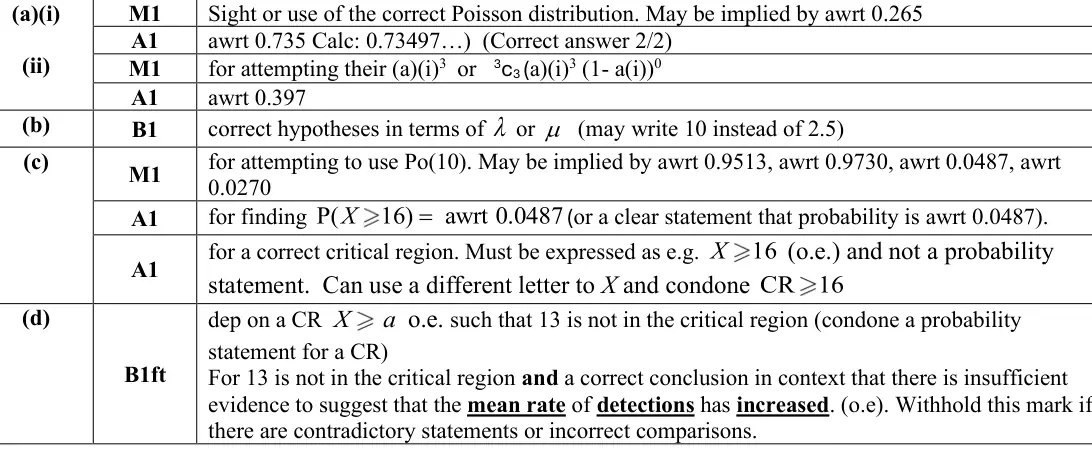 (a)(i) M1 Sight or use of the correct Poisson distribution. May be implied by awrt 0.265
A1 awrt 0.735 Calc: 0.73497…)  (Correct answer 2/2)
(ii) M1 for attempting their (a)(i)³ or ³c₃ (a)(i)³ (1- a(i))⁰
A1 awrt 0.397
(b) B1 correct hypotheses in terms of λ or μ (may write 10 instead of 2.5)
(c) M1 for attempting to use Po(10). May be implied by awrt 0.9513, awrt 0.9730, awrt 0.0487, awrt
0.0270
A1 for finding P(X⩾16) = awrt 0.0487 (or a clear statement that probability is awrt 0.0487).
A1 for a correct critical region. Must be expressed as e.g. X⩾16 (o.e.) and not a probability
statement. Can use a different letter to X and condone CR⩾16
(d) B1ft dep on a CR X⩾ a o.e. such that 13 is not in the critical region (condone a probability
statement for a CR)
For 13 is not in the critical region and a correct conclusion in context that there is insufficient
evidence to suggest that the mean rate of detections has increased. (o.e). Withhold this mark if
there are contradictory statements or incorrect comparisons.